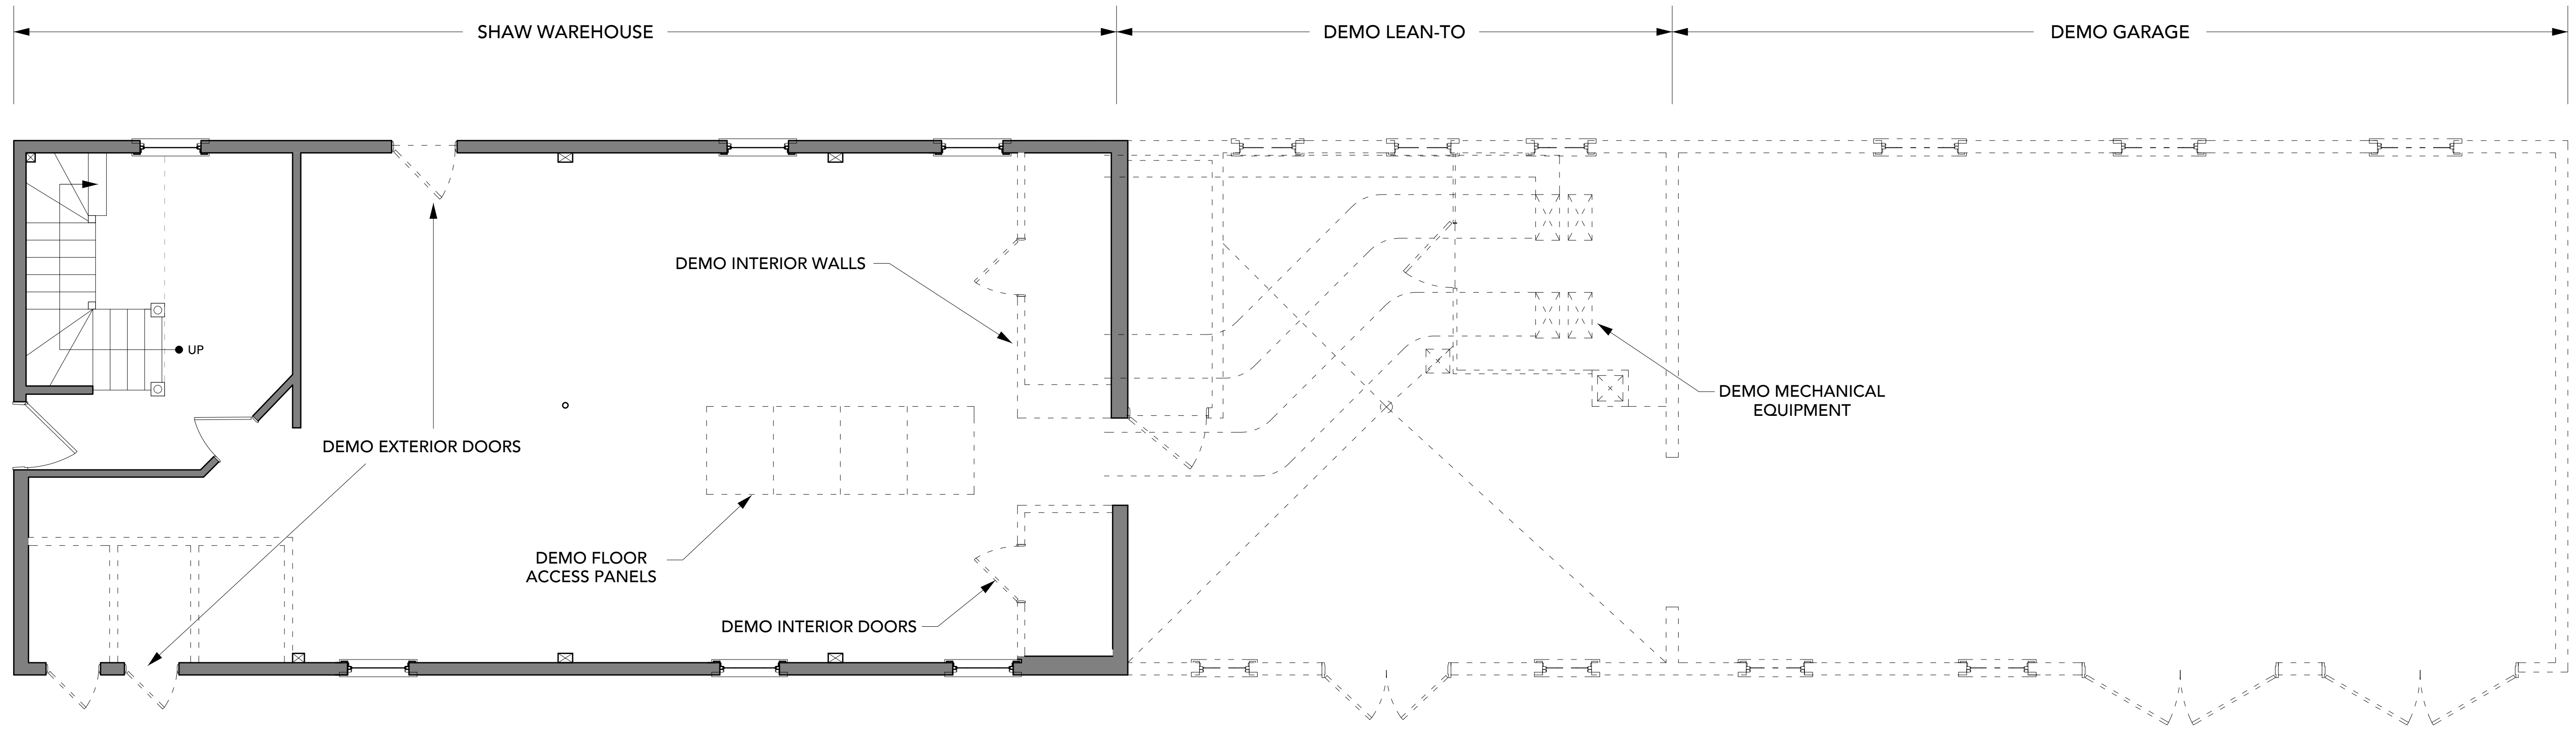 SHAW WAREHOUSE
DEMO LEAN-TO
DEMO GARAGE
DEMO INTERIOR WALLS
UP
DEMO MECHANICAL
EQUIPMENT
DEMO EXTERIOR DOORS
DEMO FLOOR
ACCESS PANELS
DEMO INTERIOR DOORS